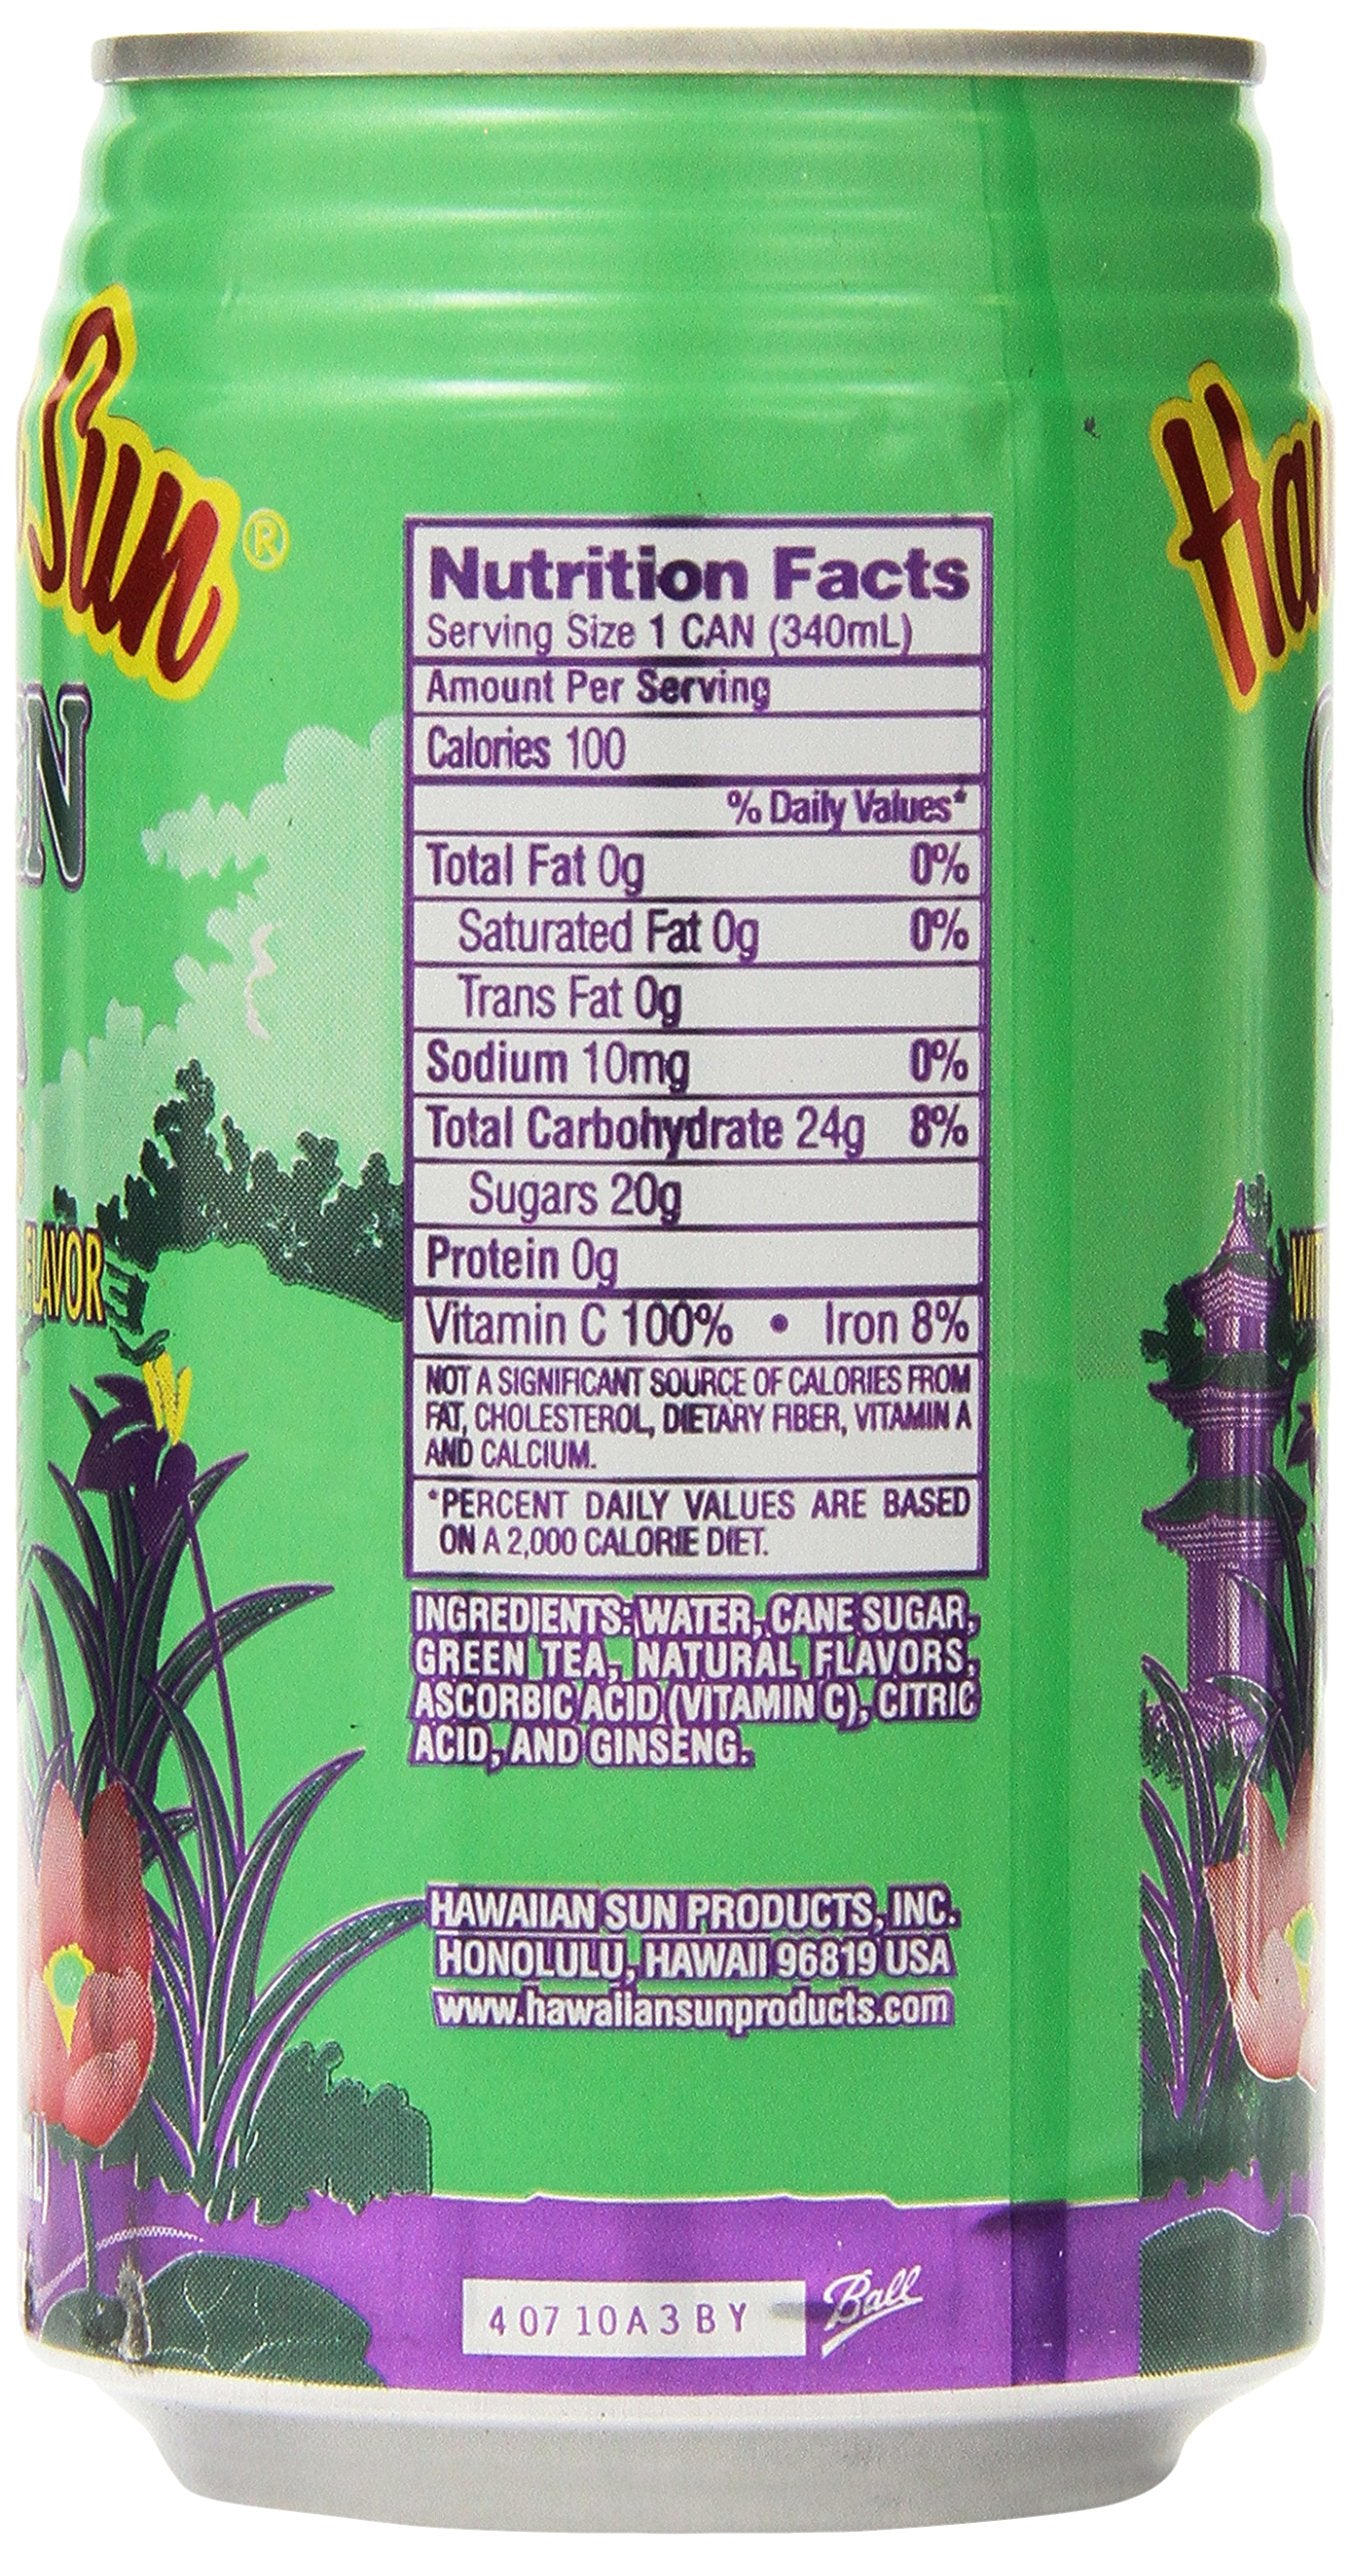 Sun®
Nutrition Facts
Serving Size 1 CAN (340mL)
Amount Per Serving
Calories 100
% Daily Values*
Total Fat 0g 0%
Saturated Fat 0g 0%
Trans Fat 0g
Sodium 10mg 0%
Total Carbohydrate 24g 8%
Sugars 20g
Protein 0g
Vitamin C 100% • Iron 8%
NOT A SIGNIFICANT SOURCE OF CALORIES FROM
FAT, CHOLESTEROL, DIETARY FIBER, VITAMIN A
AND CALCIUM.
*PERCENT DAILY VALUES ARE BASED
ON A 2,000 CALORIE DIET.
INGREDIENTS: WATER, CANE SUGAR,
GREEN TEA, NATURAL FLAVORS,
ASCORBIC ACID (VITAMIN C), CITRIC
ACID, AND GINSENG.
HAWAIIAN SUN PRODUCTS, INC.
HONOLULU, HAWAII 96819 USA
www.hawaiiansunproducts.com
4 07 10 A 3 B Y
Ball
FLAVOR